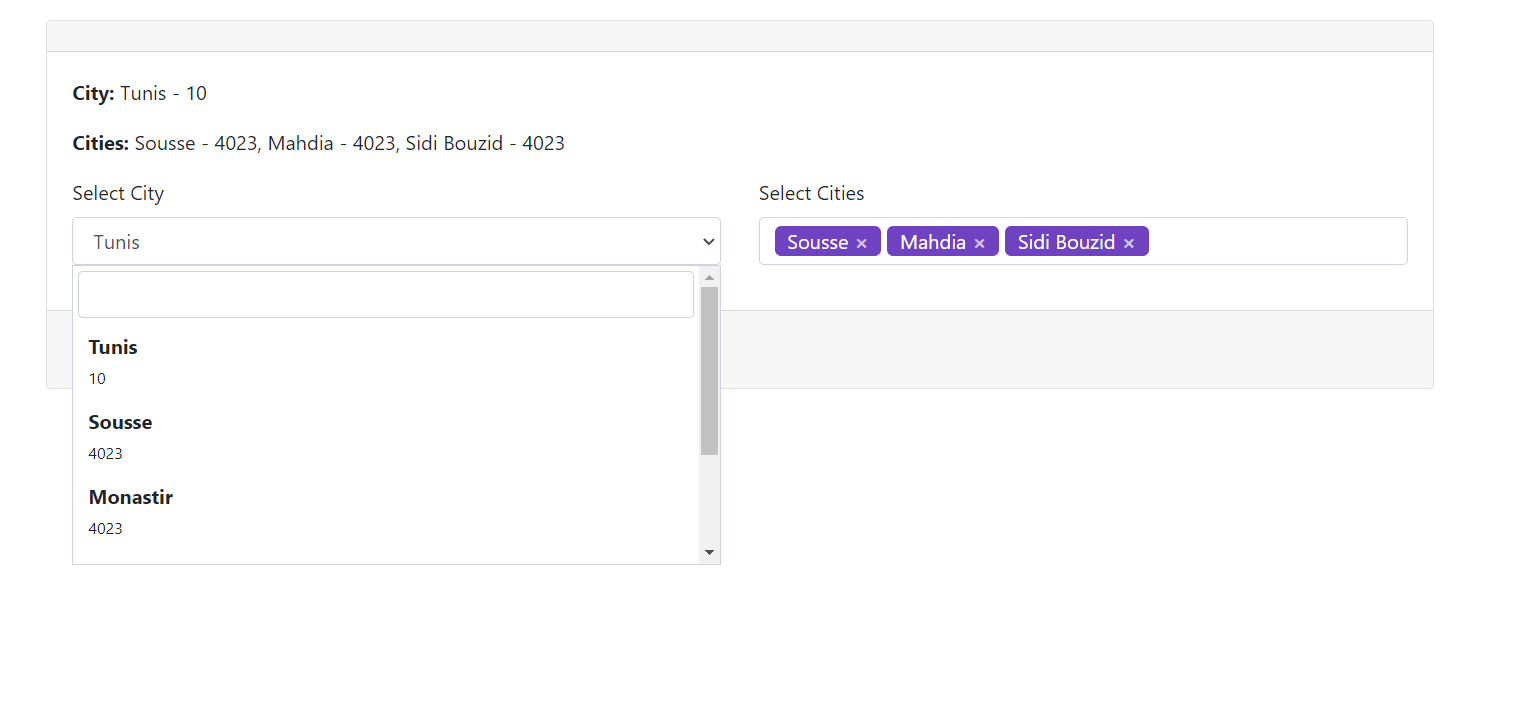 City: Tunis - 10
Cities: Sousse - 4023, Mahdia - 4023, Sidi Bouzid - 4023
Select City
Select Cities
Tunis
Sousse × Mahdia × Sidi Bouzid ×
Tunis
10
Sousse
4023
Monastir
4023